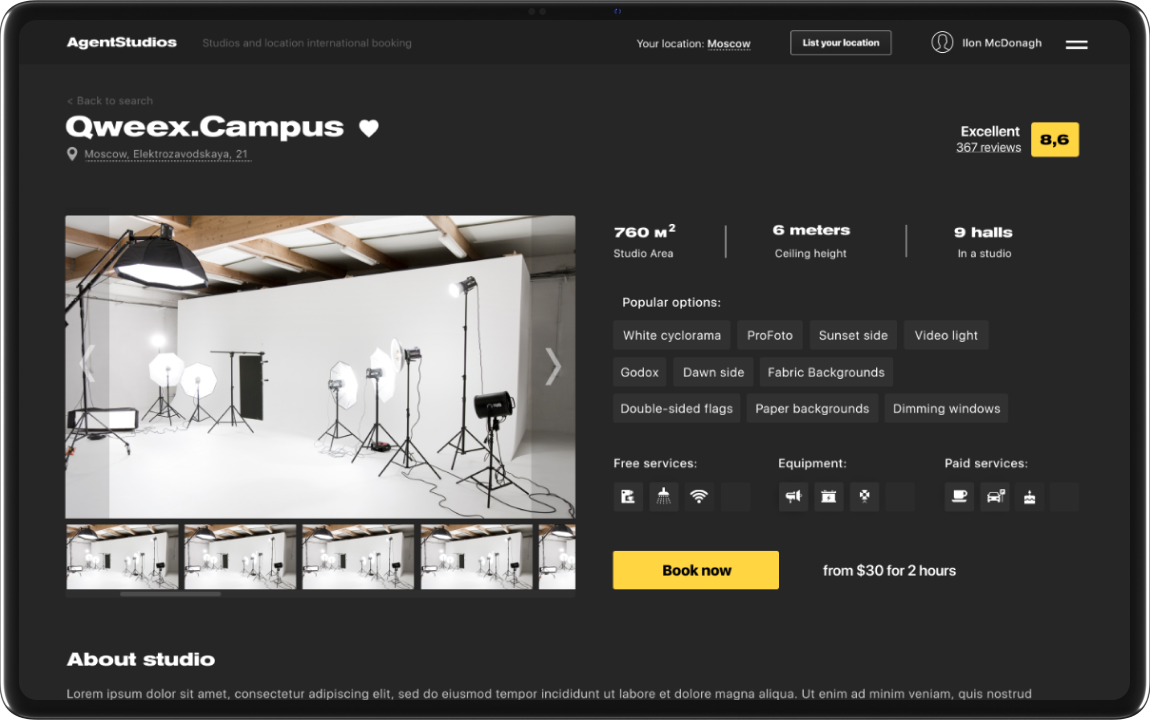 AgentStudios Studios and location international booking Your location: Moscow List your location Ilon McDonagh
< Back to search
Qweex.Campus
Moscow, Elektrozavodskaya, 21
Excellent
367 reviews
8,6
760 м² 6 meters 9 halls
Studio Area Ceiling height In a studio
Popular options:
White cyclorama ProFoto Sunset side Video light
Godox Dawn side Fabric Backgrounds
Double-sided flags Paper backgrounds Dimming windows
Free services: Equipment: Paid services:
Book now from $30 for 2 hours
About studio
Lorem ipsum dolor sit amet, consectetur adipiscing elit, sed do eiusmod tempor incididunt ut labore et dolore magna aliqua. Ut enim ad minim veniam, quis nostrud